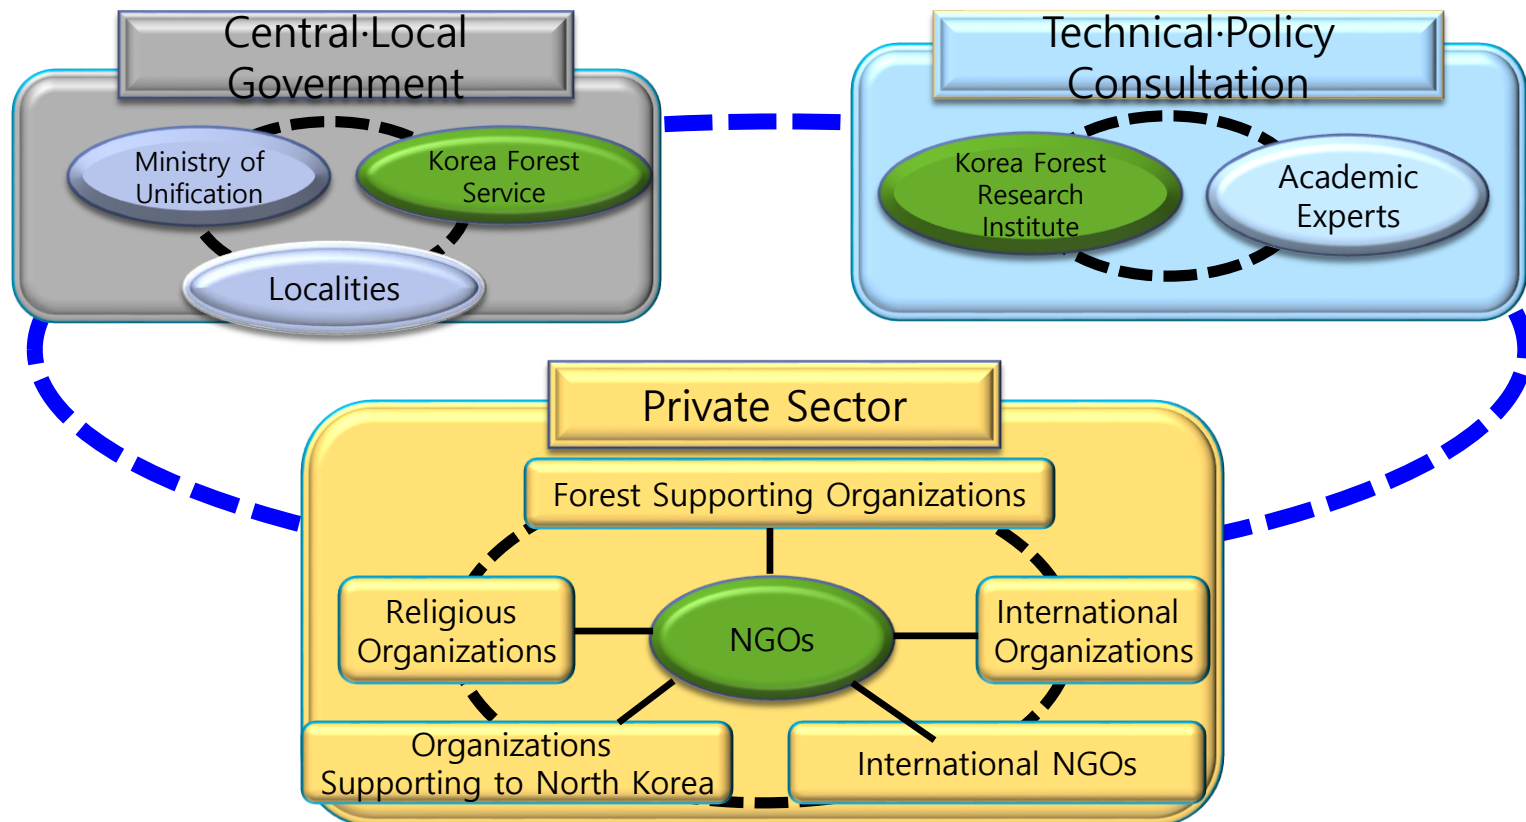 Central·Local
Government
Ministry of
Unification
Korea Forest
Service
Localities
Technical·Policy
Consultation
Korea Forest
Research
Institute
Academic
Experts
Private Sector
Forest Supporting Organizations
Religious
Organizations
NGOs
International
Organizations
Organizations
Supporting to North Korea
International NGOs